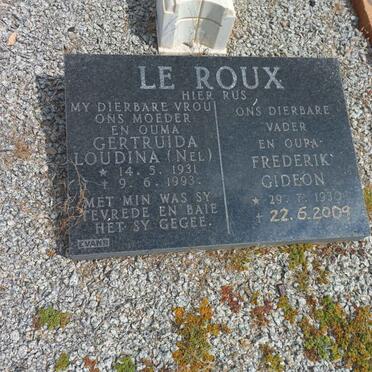 LE ROUX
HIER RUS
MY DIERBARE VROU
ONS MOEDER
EN OUMA
GERTRUIDA
LOUDINA (NEL)
* 14.5.1931
+ 9.6.1993
MET MIN WAS SY
TEVREDE EN BAIE
HET SY GEGEE.
EVANS
ONS DIERBARE
VADER
EN OUPA
FREDERIK
GIDEON
+ 22.6.2009